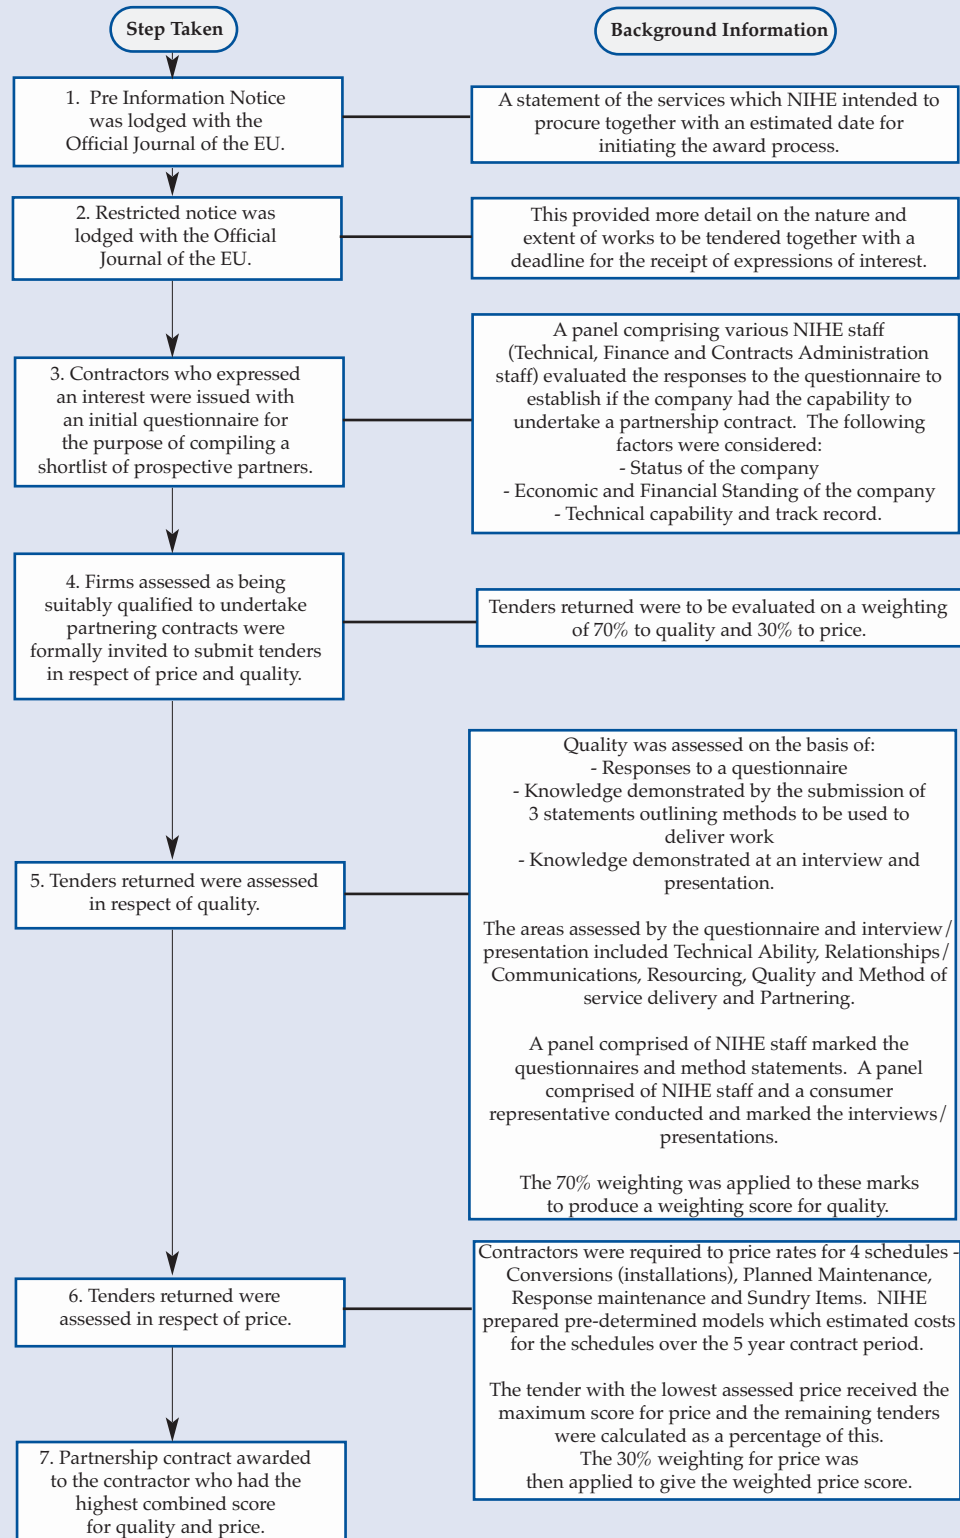 Step Taken
Background Information
1. Pre Information Notice
was lodged with the
Official Journal of the EU.
A statement of the services which NIHE intended to
procure together with an estimated date for
initiating the award process.
2. Restricted notice was
lodged with the Official
Journal of the EU.
This provided more detail on the nature and
extent of works to be tendered together with a
deadline for the receipt of expressions of interest.
3. Contractors who expressed
an interest were issued with
an initial questionnaire for
the purpose of compiling a
shortlist of prospective partners.
A panel comprising various NIHE staff
(Technical, Finance and Contracts Administration
staff) evaluated the responses to the questionnaire to
establish if the company had the capability to
undertake a partnership contract. The following
factors were considered:
- Status of the company
- Economic and Financial Standing of the company
- Technical capability and track record.
4. Firms assessed as being
suitably qualified to undertake
partnering contracts were
formally invited to submit tenders
in respect of price and quality.
Tenders returned were to be evaluated on a weighting
of 70% to quality and 30% to price.
5. Tenders returned were assessed
in respect of quality.
Quality was assessed on the basis of:
- Responses to a questionnaire
- Knowledge demonstrated by the submission of
3 statements outlining methods to be used to
deliver work
- Knowledge demonstrated at an interview and
presentation.
The areas assessed by the questionnaire and interview/
presentation included Technical Ability, Relationships/
Communications, Resourcing, Quality and Method of
service delivery and Partnering.
A panel comprised of NIHE staff marked the
questionnaires and method statements. A panel
comprised of NIHE staff and a consumer
representative conducted and marked the interviews/
presentations.
The 70% weighting was applied to these marks
to produce a weighting score for quality.
6. Tenders returned were
assessed in respect of price.
Contractors were required to price rates for 4 schedules -
Conversions (installations), Planned Maintenance,
Response maintenance and Sundry Items. NIHE
prepared pre-determined models which estimated costs
for the schedules over the 5 year contract period.
The tender with the lowest assessed price received the
maximum score for price and the remaining tenders
were calculated as a percentage of this.
The 30% weighting for price was
then applied to give the weighted price score.
7. Partnership contract awarded
to the contractor who had the
highest combined score
for quality and price.